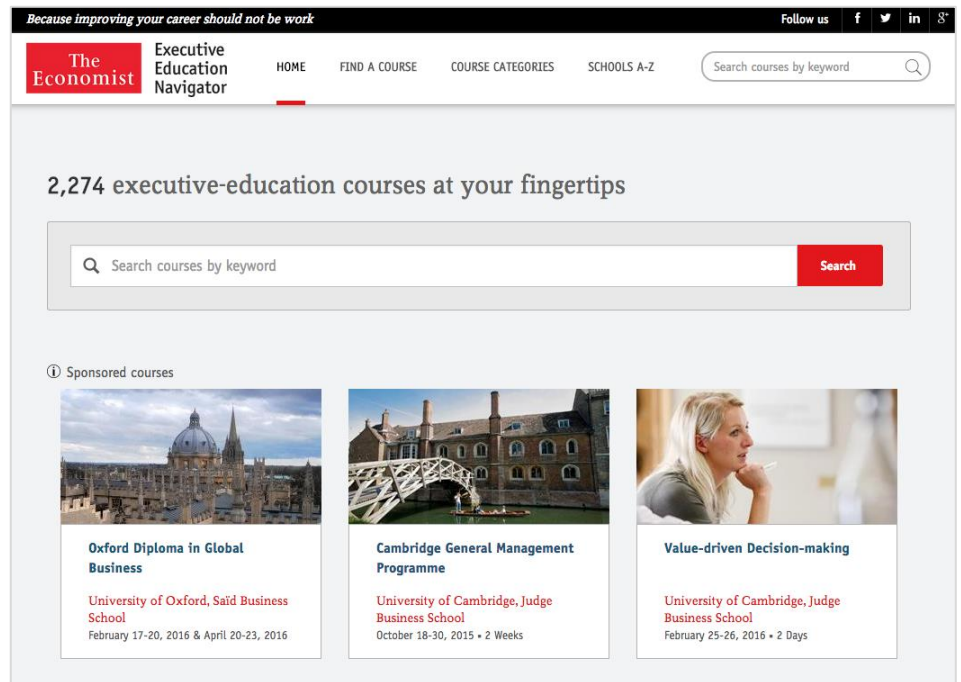 Because improving your career should not be work
Follow us
The Economist
Executive Education Navigator
HOME
FIND A COURSE
COURSE CATEGORIES
SCHOOLS A-Z
Search courses by keyword
2,274 executive-education courses at your fingertips
Search courses by keyword
Search
Sponsored courses
Oxford Diploma in Global
Business
University of Oxford, Saïd Business
School
February 17-20, 2016 & April 20-23, 2016
Cambridge General Management
Programme
University of Cambridge, Judge
Business School
October 18-30, 2015 • 2 Weeks
Value-driven Decision-making
University of Cambridge, Judge
Business School
February 25-26, 2016 • 2 Days